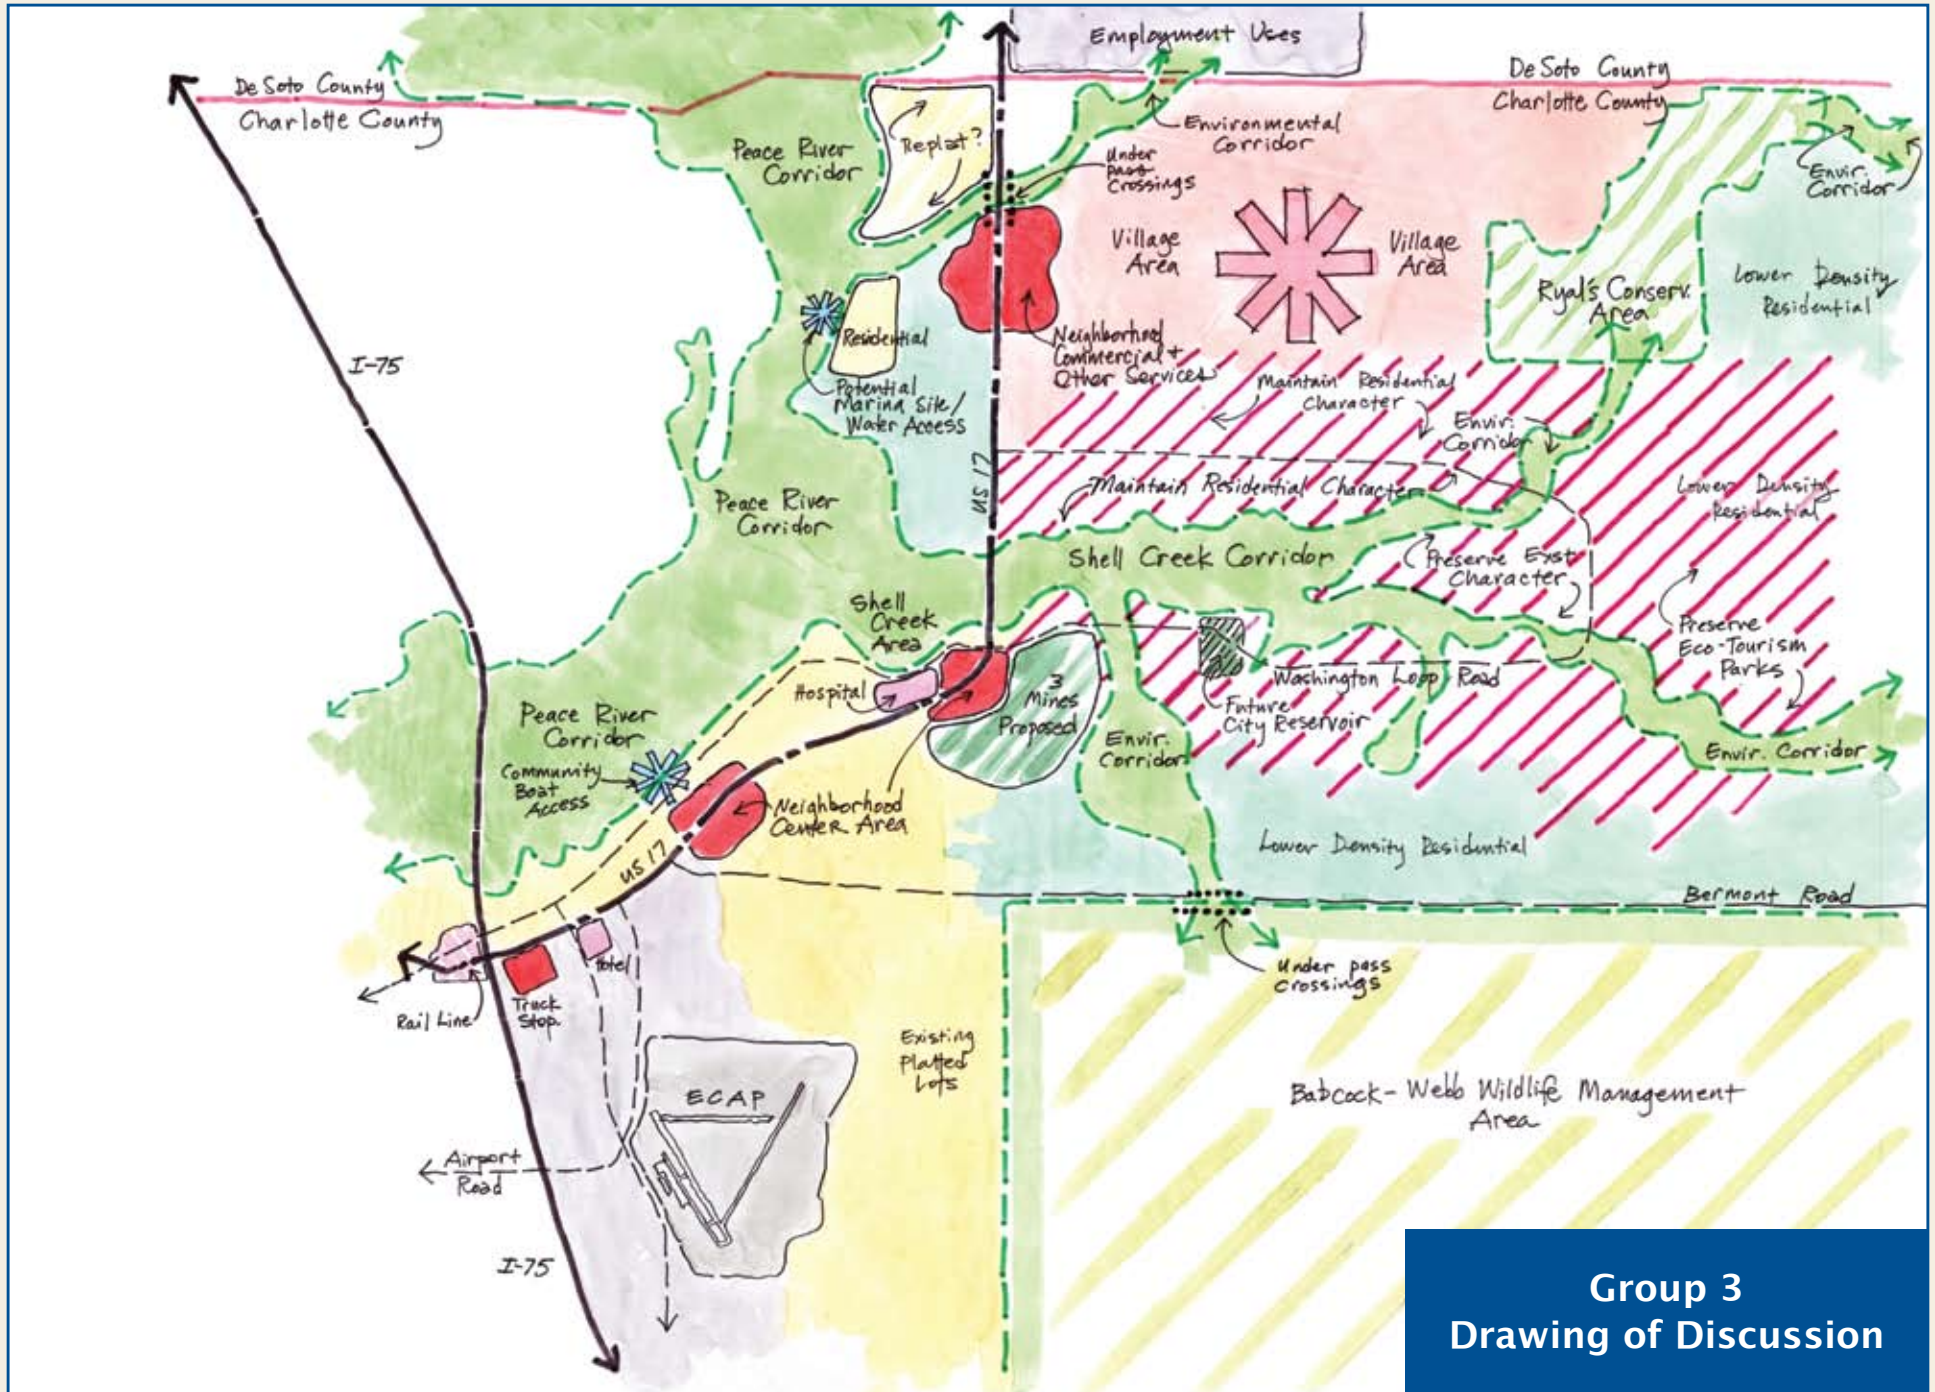 Employment Uses
De Soto County
Charlotte County
De Soto County
Charlotte County
Peace River
Corridor
Replat?
Environmental
Corridor
Under
pass
Crossings
Envir.
Corridor
Village
Area
Village
Area
Ryal's Conserv.
Area
Lower Density
Residential
I-75
Residential
Neighborhood
Commercial +
Other Services
Potential
Marina Site/
Water Access
Maintain Residential
Character
Envir.
Corridor
US 17
Maintain Residential Character
Lower Density
Residential
Peace River
Corridor
Shell Creek Corridor
Preserve Exst.
Character
Shell
Creek
Area
Preserve
Eco-Tourism
Parks
Hospital
3
Mines
Proposed
Washington Loop Road
Future
City Reservoir
Peace River
Corridor
Envir.
Corridor
Envir. Corridor
Community
Boat
Access
Neighborhood
Center Area
Lower Density Residential
US 17
Bermont Road
Hotel
Under pass
Crossings
Rail Line
Truck
Stop.
Existing
Platted
Lots
ECAP
Babcock-Webb Wildlife Management
Area
Airport
Road
I-75
Group 3
Drawing of Discussion